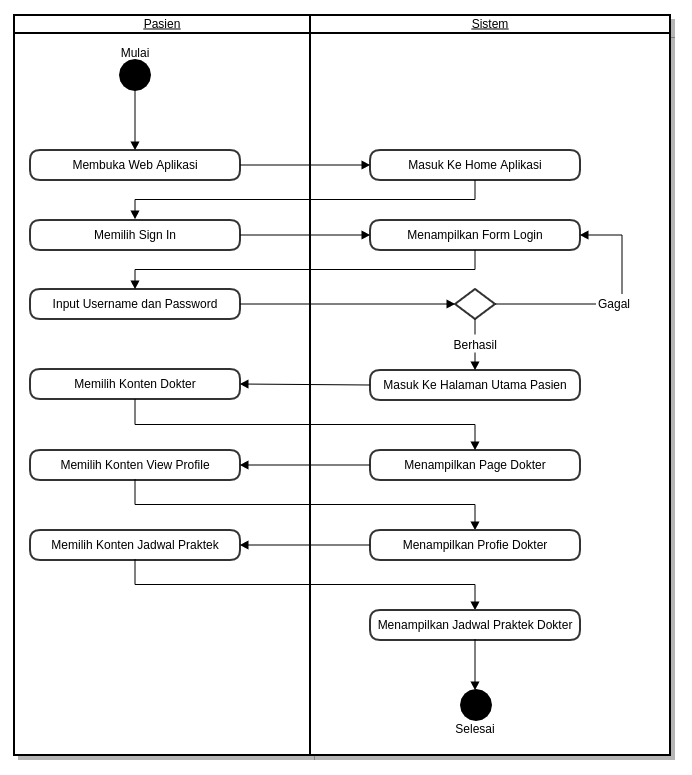 Pasien
Sistem
Mulai
Membuka Web Aplikasi
Masuk Ke Home Aplikasi
Memilih Sign In
Menampilkan Form Login
Input Username dan Password
Gagal
Berhasil
Memilih Konten Dokter
Masuk Ke Halaman Utama Pasien
Memilih Konten View Profile
Menampilkan Page Dokter
Memilih Konten Jadwal Praktek
Menampilkan Profie Dokter
Menampilkan Jadwal Praktek Dokter
Selesai